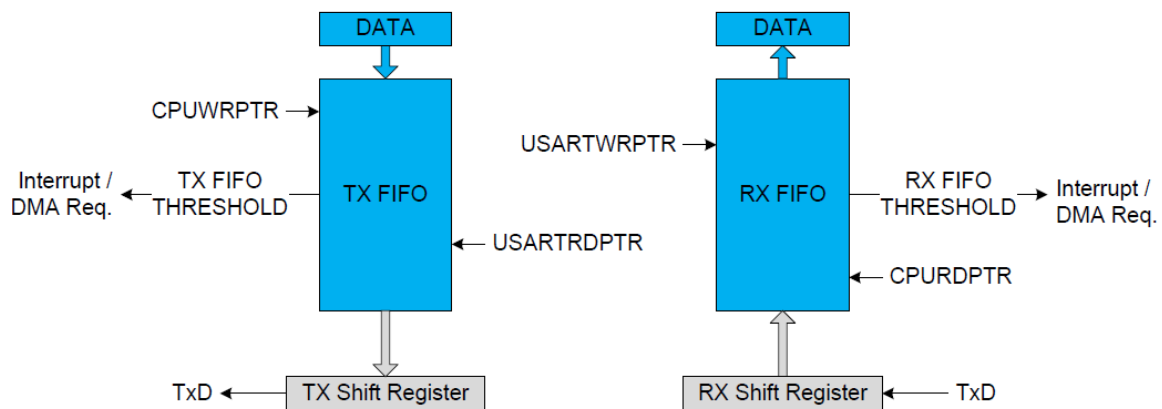 DATA
CPUWRPTR
Interrupt /
DMA Req.
TX FIFO
THRESHOLD
TX FIFO
USARTRDPTR
TxD
TX Shift Register
DATA
USARTWRPTR
RX FIFO
RX FIFO
THRESHOLD
Interrupt /
DMA Req.
CPURDPTR
RX Shift Register
TxD